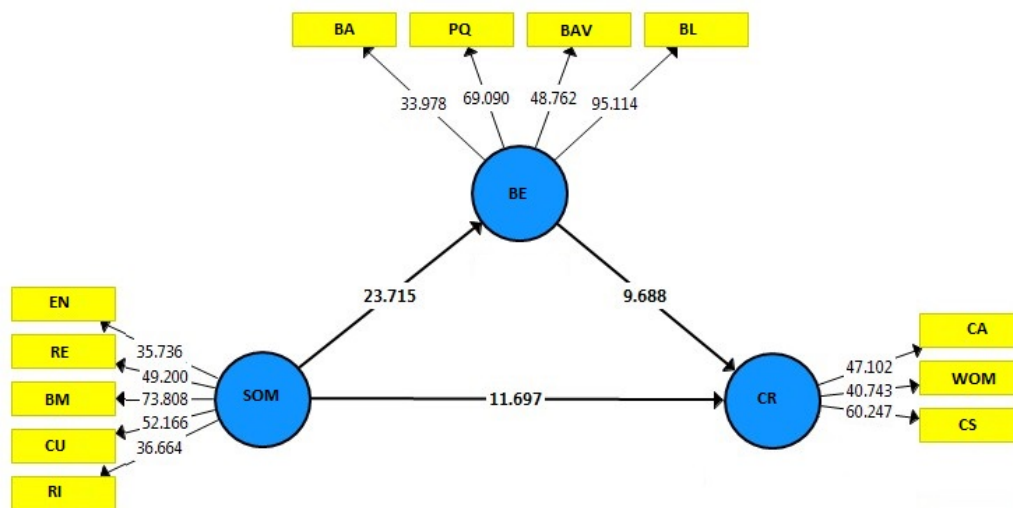 BA PQ BAV BL
33.978 69.090 48.762 95.114
BE
23.715 9.688
EN
RE
BM
CU
RI
35.736
49.200
73.808
52.166
36.664
SOM
11.697
CR
47.102
40.743
60.247
CA
WOM
CS